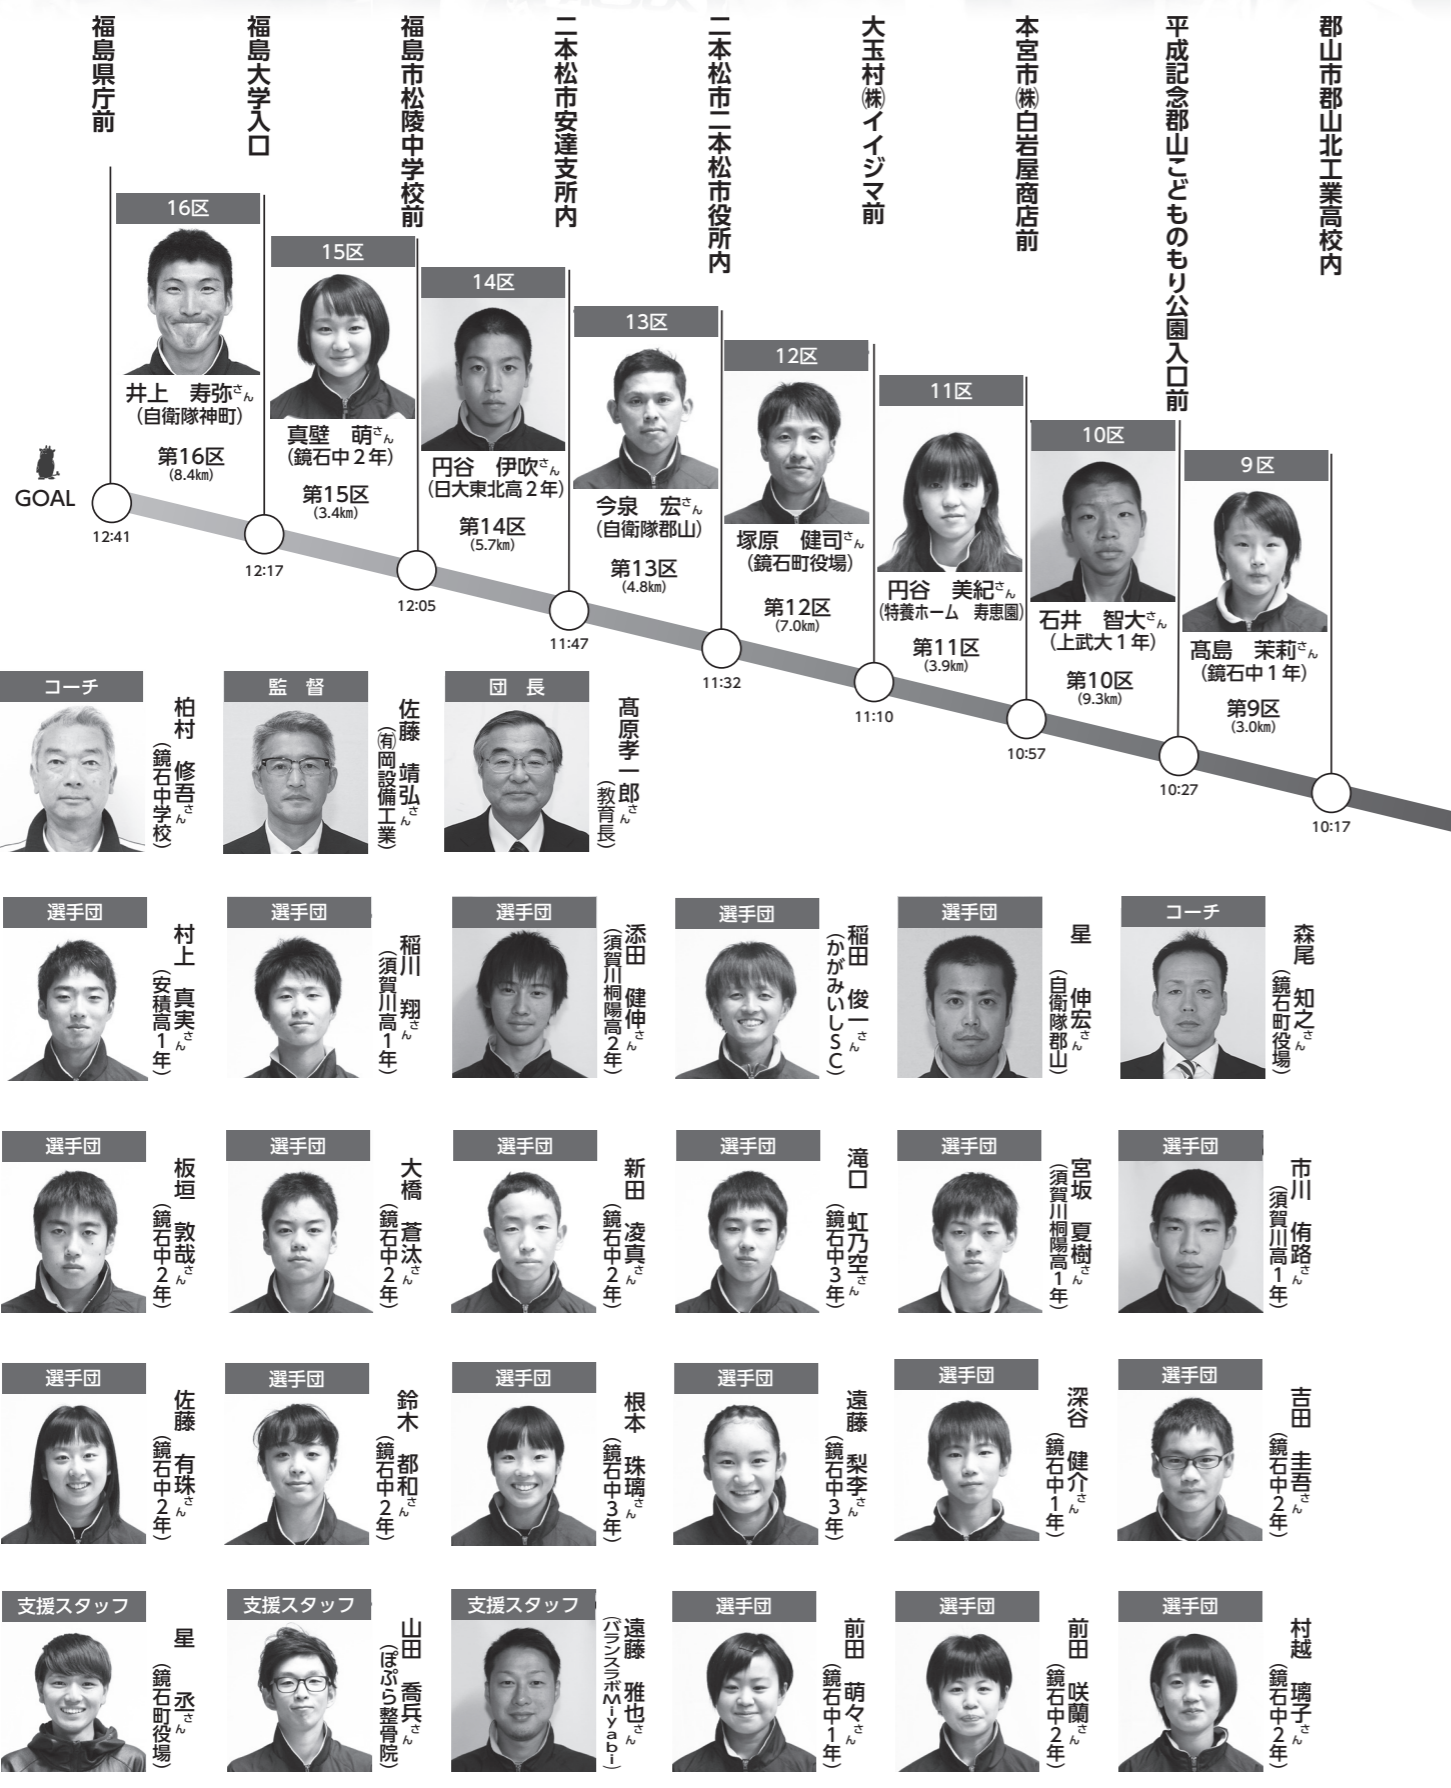 福島県庁前
福島大学入口
福島市松陵中学校前
二本松市安達支所内
二本松市二本松市役所内
大玉村㈱イイジマ前
本宮市㈱白岩屋商店前
平成記念郡山こどものもり公園入口前
郡山市郡山北工業高校内
16区
井上 寿弥さん
(自衛隊神町)
第16区
(8.4㎞)
15区
真壁 萌さん
(鏡石中2年)
第15区
(3.4㎞)
14区
円谷 伊吹さん
(日大東北高2年)
第14区
(5.7㎞)
13区
今泉 宏さん
(自衛隊郡山)
第13区
(4.8㎞)
12区
塚原 健司さん
(鏡石町役場)
第12区
(7.0㎞)
11区
円谷 美紀さん
(特養ホーム 寿恵園)
第11区
(3.9㎞)
10区
石井 智大さん
(上武大1年)
第10区
(9.3㎞)
9区
髙島 茉莉さん
(鏡石中1年)
第9区
(3.0㎞)
GOAL
12:41
12:17
12:05
11:47
11:32
11:10
10:57
10:27
10:17
コーチ
柏村 修吾さん
(鏡石中学校)
監 督
佐藤 靖弘さん
(㈲岡設備工業)
団 長
髙原孝一郎さん
(教育長)
選手団
村上 真実さん
(安積高1年)
選手団
稲川 翔さん
(須賀川高1年)
選手団
添田 健伸さん
(須賀川桐陽高2年)
選手団
稲田 俊一さん
(かがみいしSC)
選手団
星 伸宏さん
(自衛隊郡山)
コーチ
森尾 知之さん
(鏡石町役場)
選手団
板垣 敦哉さん
(鏡石中2年)
選手団
大橋 蒼汰さん
(鏡石中2年)
選手団
新田 凌真さん
(鏡石中2年)
選手団
滝口 虹乃空さん
(鏡石中3年)
選手団
宮坂 夏樹さん
(須賀川桐陽高1年)
選手団
市川 侑路さん
(須賀川高1年)
選手団
佐藤 有珠さん
(鏡石中2年)
選手団
鈴木 都和さん
(鏡石中2年)
選手団
根本 珠璃さん
(鏡石中3年)
選手団
遠藤 梨李さん
(鏡石中3年)
選手団
深谷 健介さん
(鏡石中1年)
選手団
吉田 圭吾さん
(鏡石中2年)
支援スタッフ
星 丞さん
(鏡石町役場)
支援スタッフ
山田 喬兵さん
(ぽぷら整骨院)
支援スタッフ
遠藤 雅也さん
(バランスラボMiyabi)
選手団
前田 萌々さん
(鏡石中1年)
選手団
前田 咲蘭さん
(鏡石中2年)
選手団
村越 璃子さん
(鏡石中2年)